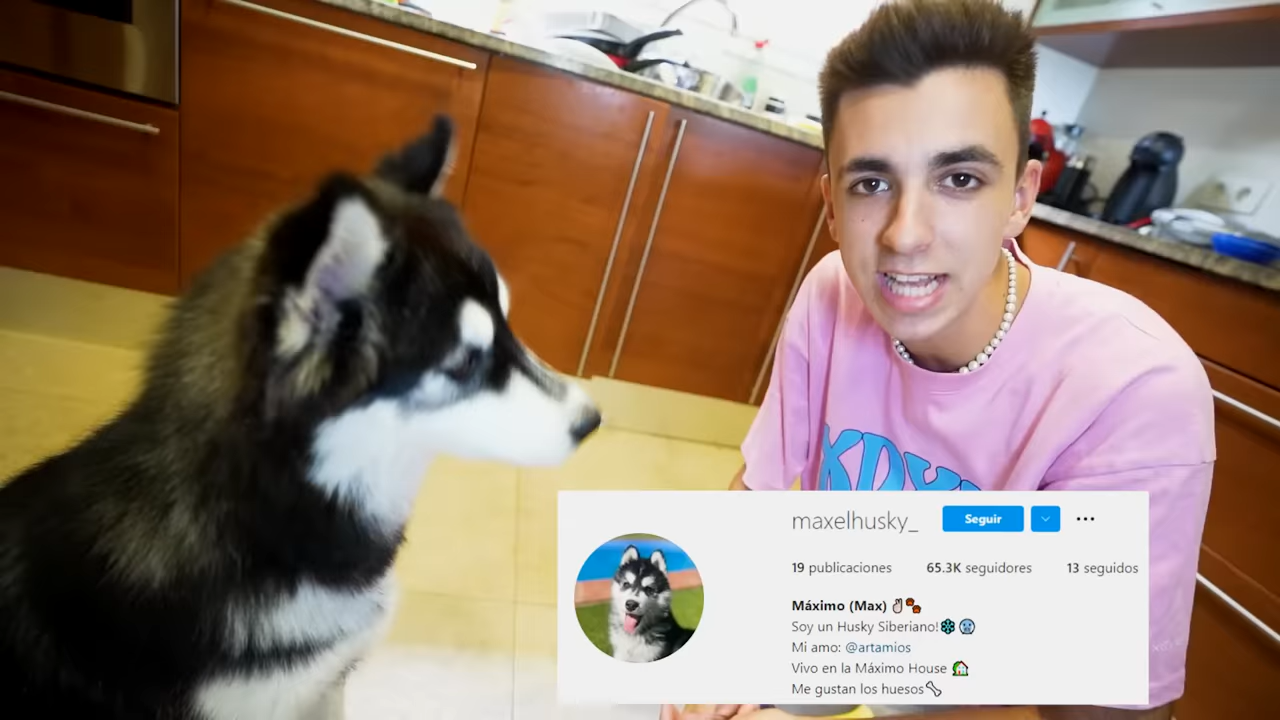 maxelhusky_ Seguir
19 publicaciones 65.3K seguidores 13 seguidos
Máximo (Max) ✌🏻🐾
Soy un Husky Siberiano!❄️🥶
Mi amo: @artamios
Vivo en la Máximo House 🏡
Me gustan los huesos🦴